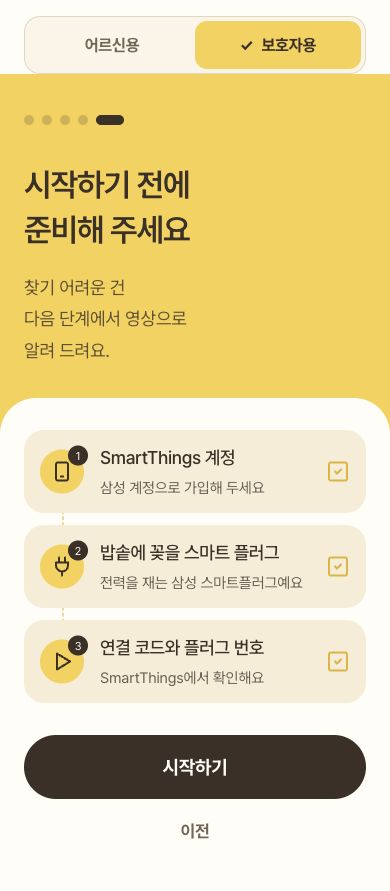 어르신용
보호자용
시작하기 전에
준비해 주세요
찾기 어려운 건
다음 단계에서 영상으로
알려 드려요.
1
SmartThings 계정
삼성 계정으로 가입해 두세요
2
밥솥에 꽂을 스마트 플러그
전력을 재는 삼성 스마트플러그예요
3
연결 코드와 플러그 번호
SmartThings에서 확인해요
시작하기
이전